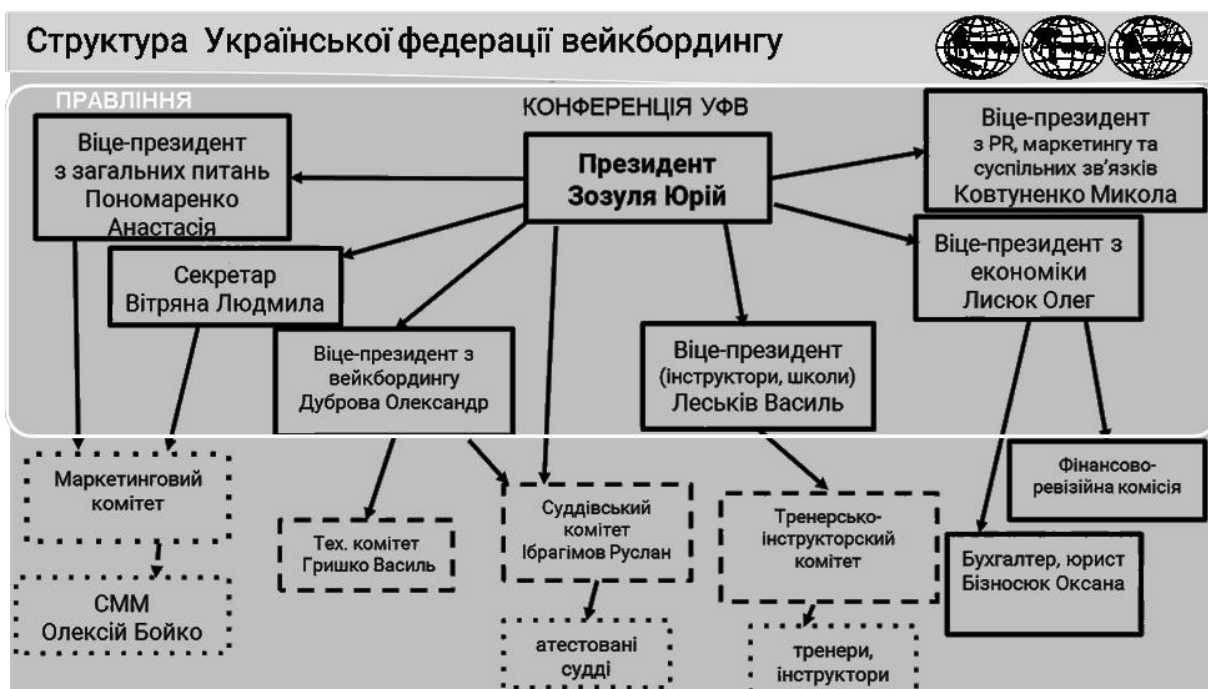 Структура Української федерації вейкбордингу
ПРАВЛІННЯ
КОНФЕРЕНЦІЯ УФВ
Віце-президент
з загальних питань
Пономаренко
Анастасія
Президент
Зозуля Юрій
Віце-президент
з PR, маркетингу та
суспільних зв'язків
Ковтуненко Микола
Секретар
Вітряна Людмила
Віце-президент з
економіки
Лисюк Олег
Віце-президент з
вейкбордингу
Дуброва Олександр
Віце-президент
(інструктори, школи)
Леськів Василь
Маркетинговий
комітет
Тех. комітет
Гришко Василь
Суддівський
комітет
Ібрагімов Руслан
Тренерсько-
інструкторский
комітет
Фінансово-
ревізійна комісія
Бухгалтер, юрист
Бізносюк Оксана
СММ
Олексій Бойко
атестовані
судді
тренери,
інструктори